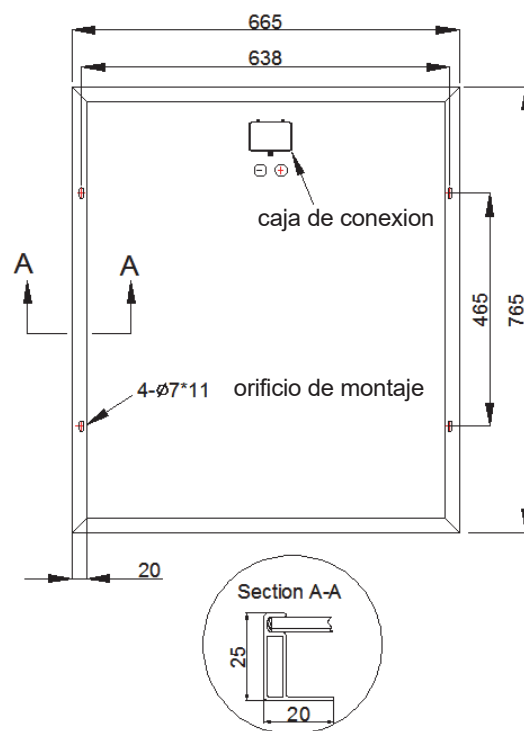 665
638
− +
caja de conexion
A A
465
765
4-ø7*11 orificio de montaje
20
Section A-A
25
20